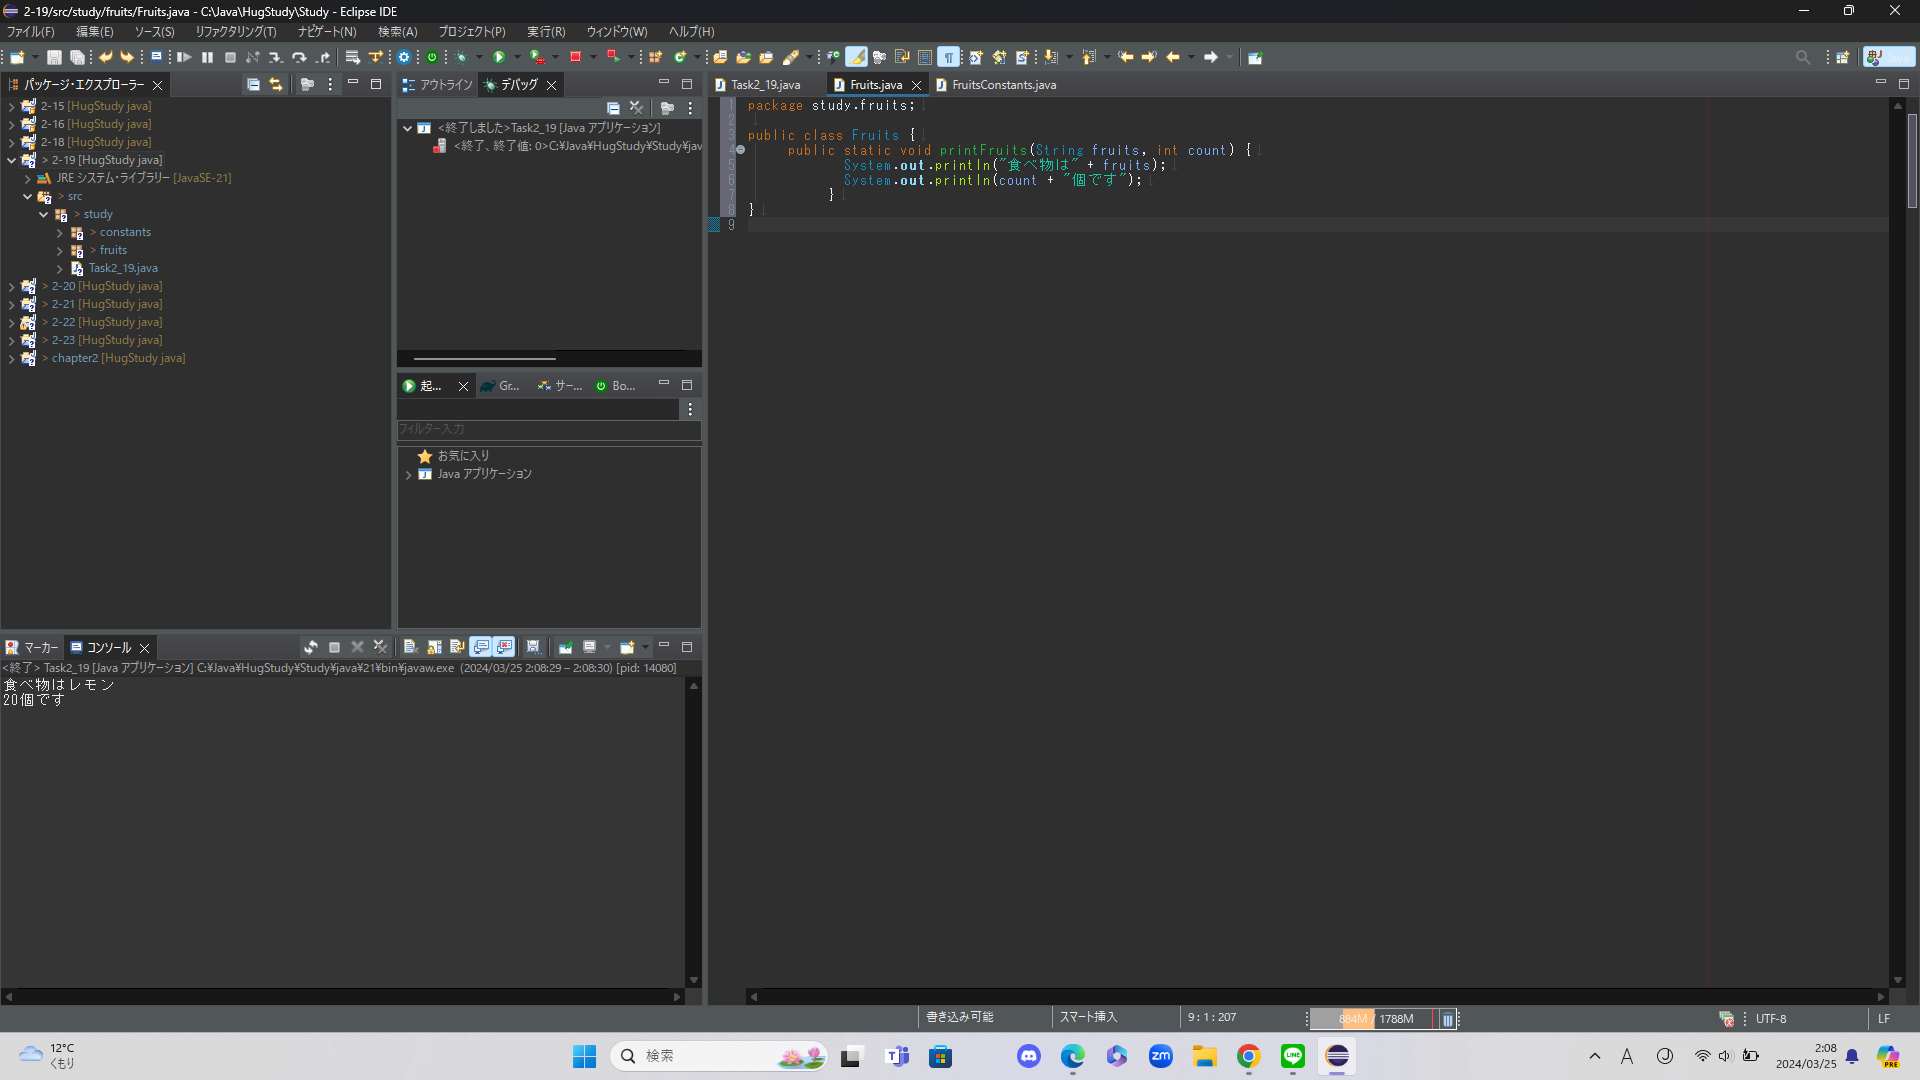 2-19/src/study/fruits/Fruits.java - C:\Java\HugStudy\Study - Eclipse IDE
ファイル(F) 編集(E) ソース(S) リファクタリング(T) ナビゲート(N) 検索(A) プロジェクト(P) 実行(R) ウィンドウ(W) ヘルプ(H)
パッケージ・エクスプローラー
2-15 [HugStudy java]
2-16 [HugStudy java]
2-18 [HugStudy java]
> 2-19 [HugStudy java]
JRE システム・ライブラリー [JavaSE-21]
> src
> study
> constants
> fruits
Task2_19.java
> 2-20 [HugStudy java]
> 2-21 [HugStudy java]
> 2-22 [HugStudy java]
> 2-23 [HugStudy java]
> chapter2 [HugStudy java]
アウトライン デバッグ
<終了しました>Task2_19 [Java アプリケーション]
<終了、終了値: 0>C:¥Java¥HugStudy¥Study¥jav
起... Gr... サー... Bo...
フィルター入力
お気に入り
Java アプリケーション
Task2_19.java Fruits.java FruitsConstants.java
1 package study.fruits;
2
3 public class Fruits {
4 public static void printFruits(String fruits, int count) {
5 System.out.println("食べ物は" + fruits);
6 System.out.println(count + "個です");
7 }
8 }
9
マーカー コンソール
<終了> Task2_19 [Java アプリケーション] C:¥Java¥HugStudy¥Study¥java¥21¥bin¥javaw.exe (2024/03/25 2:08:29 – 2:08:30) [pid: 14080]
食べ物はレモン
20個です
書き込み可能 スマート挿入 9 : 1 : 207 884M / 1788M UTF-8 LF
12°C
くもり
検索
zm
LINE
A
2:08
2024/03/25
PRE